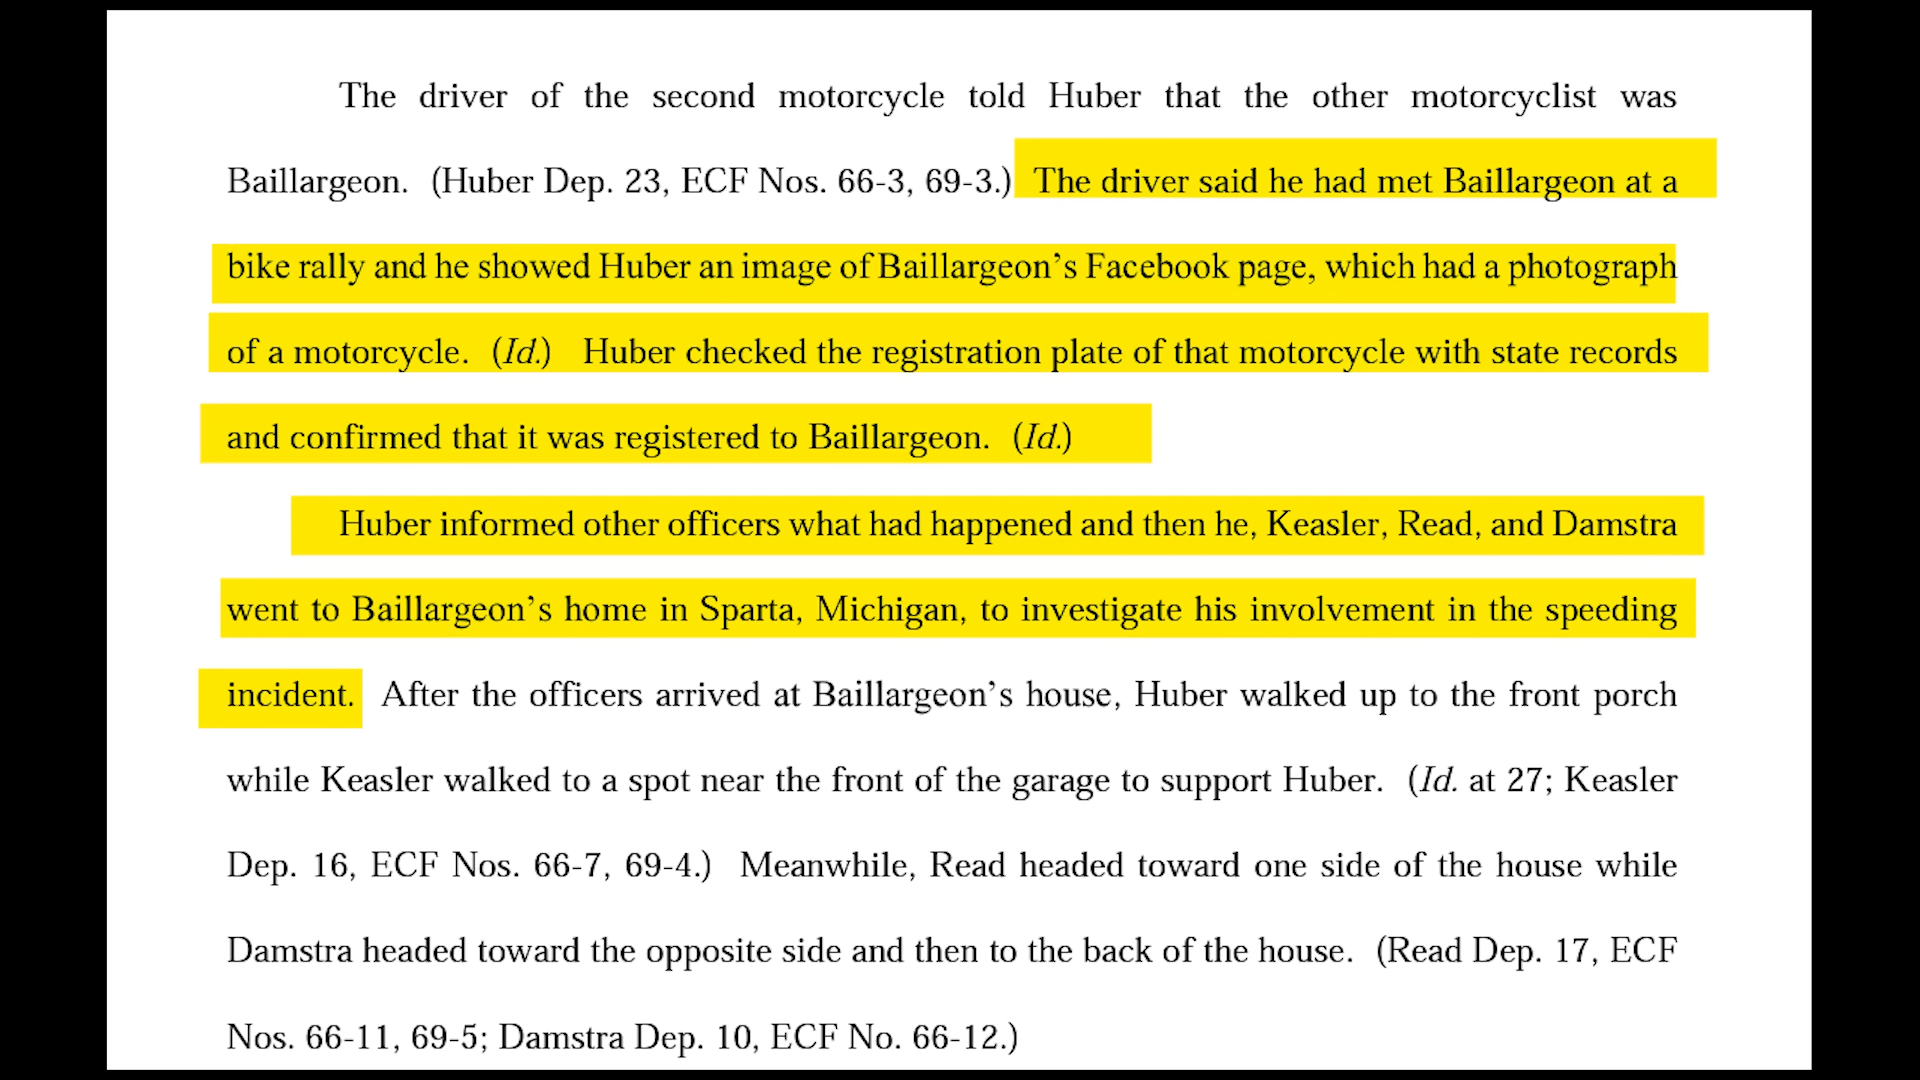 The driver of the second motorcycle told Huber that the other motorcyclist was
Baillargeon. (Huber Dep. 23, ECF Nos. 66-3, 69-3.) The driver said he had met Baillargeon at a
bike rally and he showed Huber an image of Baillargeon’s Facebook page, which had a photograph
of a motorcycle. (Id.) Huber checked the registration plate of that motorcycle with state records
and confirmed that it was registered to Baillargeon. (Id.)
Huber informed other officers what had happened and then he, Keasler, Read, and Damstra
went to Baillargeon’s home in Sparta, Michigan, to investigate his involvement in the speeding
incident. After the officers arrived at Baillargeon’s house, Huber walked up to the front porch
while Keasler walked to a spot near the front of the garage to support Huber. (Id. at 27; Keasler
Dep. 16, ECF Nos. 66-7, 69-4.) Meanwhile, Read headed toward one side of the house while
Damstra headed toward the opposite side and then to the back of the house. (Read Dep. 17, ECF
Nos. 66-11, 69-5; Damstra Dep. 10, ECF No. 66-12.)